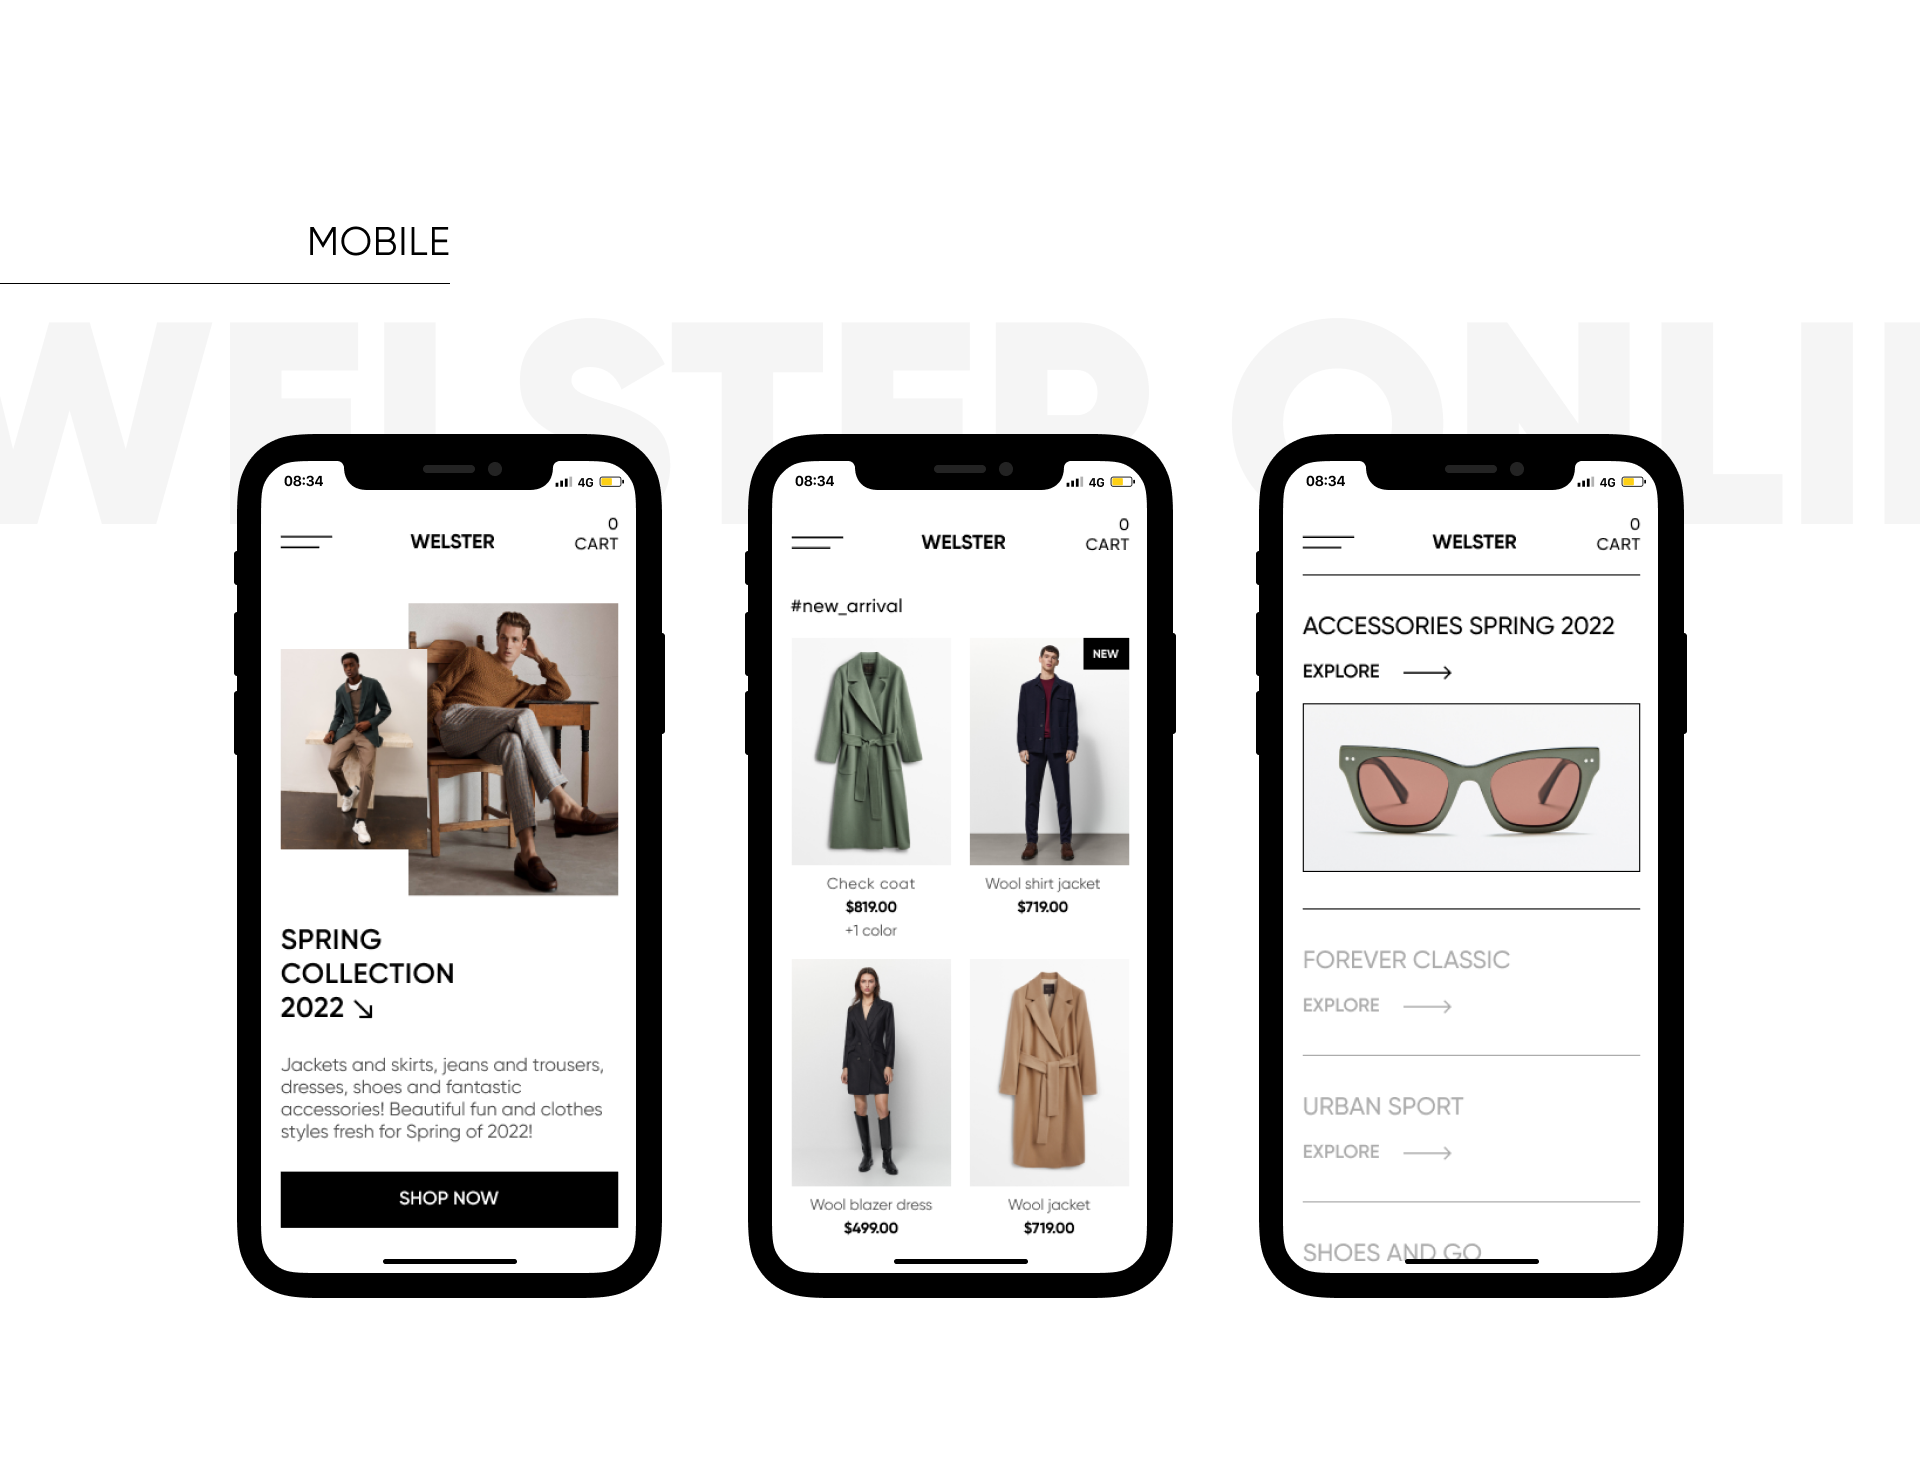 MOBILE
WELSTER ONLI
08:34
4G
0
WELSTER
CART
SPRING
COLLECTION
2022 ↘
Jackets and skirts, jeans and trousers,
dresses, shoes and fantastic
accessories! Beautiful fun and clothes
styles fresh for Spring of 2022!
SHOP NOW
08:34
4G
0
WELSTER
CART
#new_arrival
NEW
Check coat
$819.00
+1 color
Wool shirt jacket
$719.00
Wool blazer dress
$499.00
Wool jacket
$719.00
08:34
4G
0
WELSTER
CART
ACCESSORIES SPRING 2022
EXPLORE ⟶
FOREVER CLASSIC
EXPLORE ⟶
URBAN SPORT
EXPLORE ⟶
SHOES AND GO